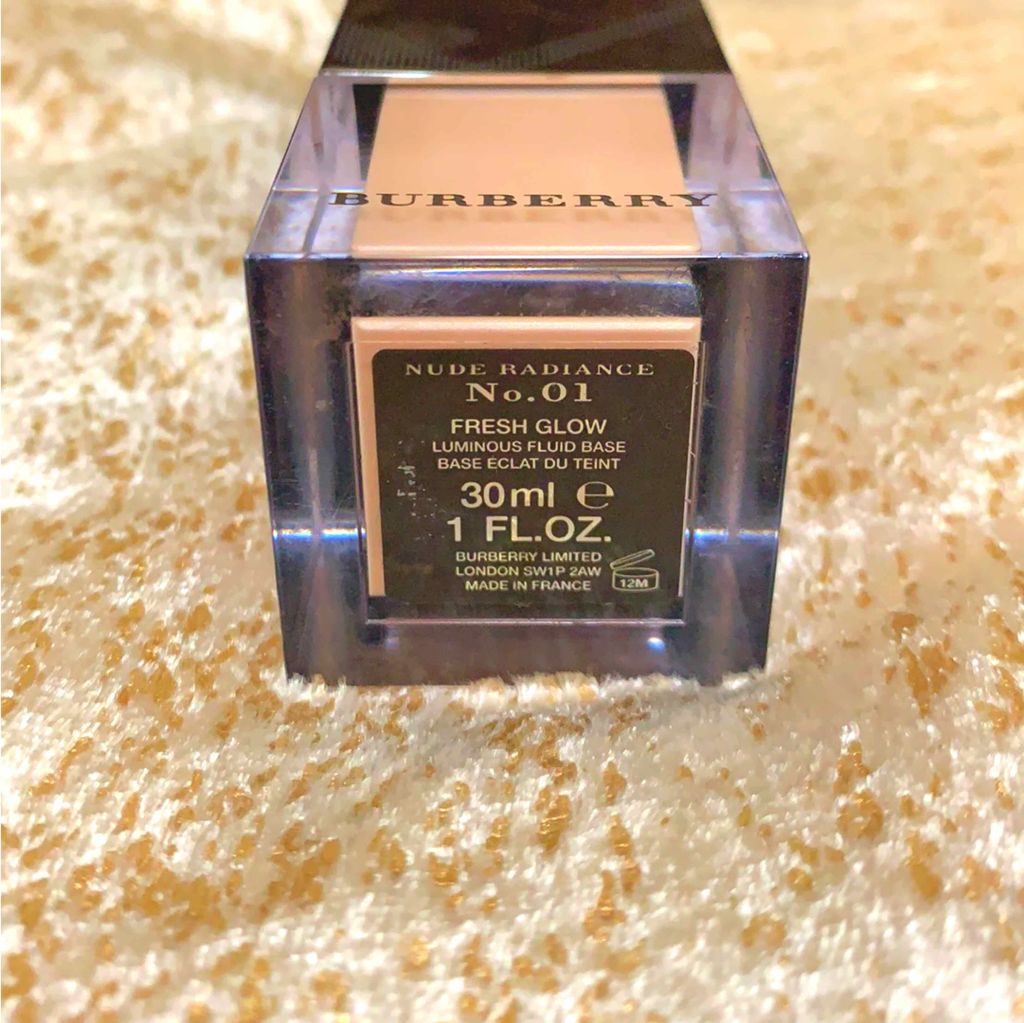 BURBERRY
NUDE RADIANCE
No.01
FRESH GLOW
LUMINOUS FLUID BASE
BASE ÉCLAT DU TEINT
30ml ℮
1 FL.OZ.
BURBERRY LIMITED
LONDON SW1P 2AW
MADE IN FRANCE
12M